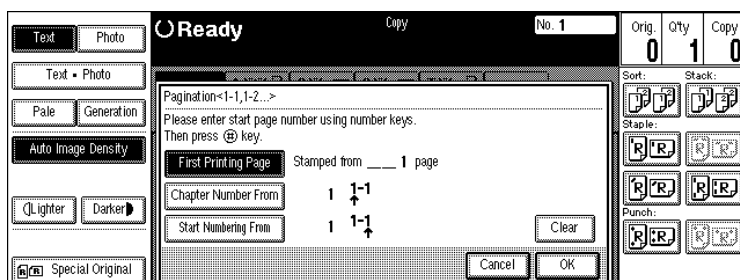 Text Photo
Text • Photo
Pale Generation
Auto Image Density
Lighter Darker
Special Original
Ready
Copy
No. 1
Pagination<1-1,1-2...>
Please enter start page number using number keys.
Then press (#) key.
First Printing Page Stamped from ___ 1 page
Chapter Number From 1 1-1
Start Numbering From 1 1-1
Clear
Cancel OK
Orig. Q'ty Copy
0 1 0
Sort: Stack:
Staple:
Punch: